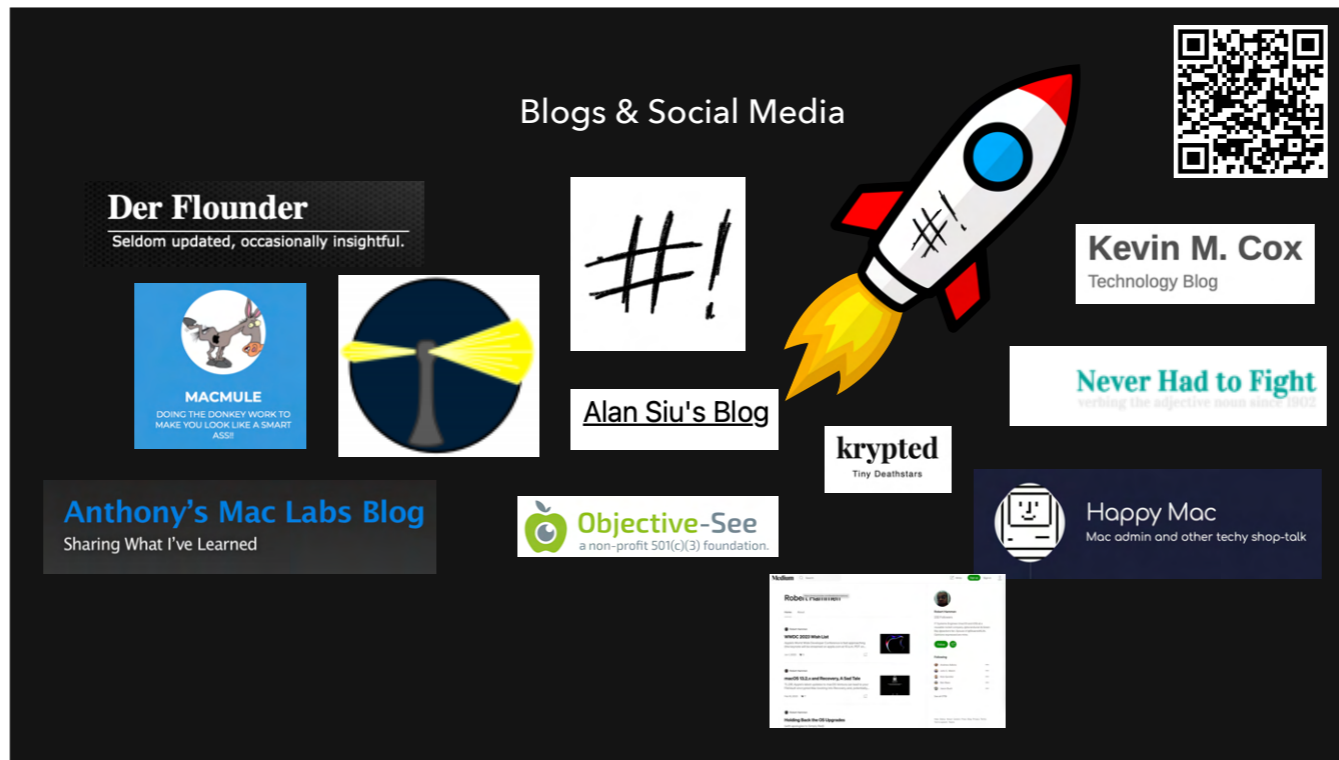 Blogs & Social Media
Der Flounder
Seldom updated, occasionally insightful.
#!
#!
Kevin M. Cox
Technology Blog
MACMULE
DOING THE DONKEY WORK TO
MAKE YOU LOOK LIKE A SMART
ASS!!
Alan Siu's Blog
Never Had to Fight
verbing the adjective noun since 1902
krypted
Tiny Deathstars
Anthony's Mac Labs Blog
Sharing What I've Learned
Objective-See
a non-profit 501(c)(3) foundation.
Happy Mac
Mac admin and other techy shop-talk
Medium
WWDC 2022 Wish List
macOS 12.2.x and Recovery, A Sad Tale
Holding Back the OS Upgrades